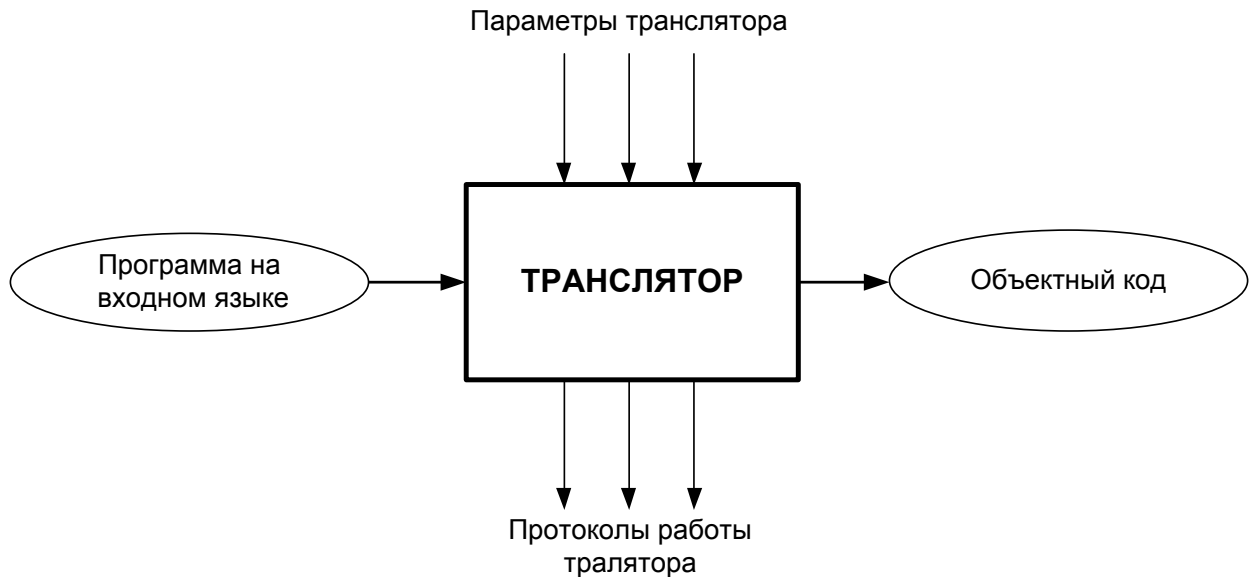 Параметры транслятора
Программа на
входном языке
ТРАНСЛЯТОР
Объектный код
Протоколы работы
тралятора